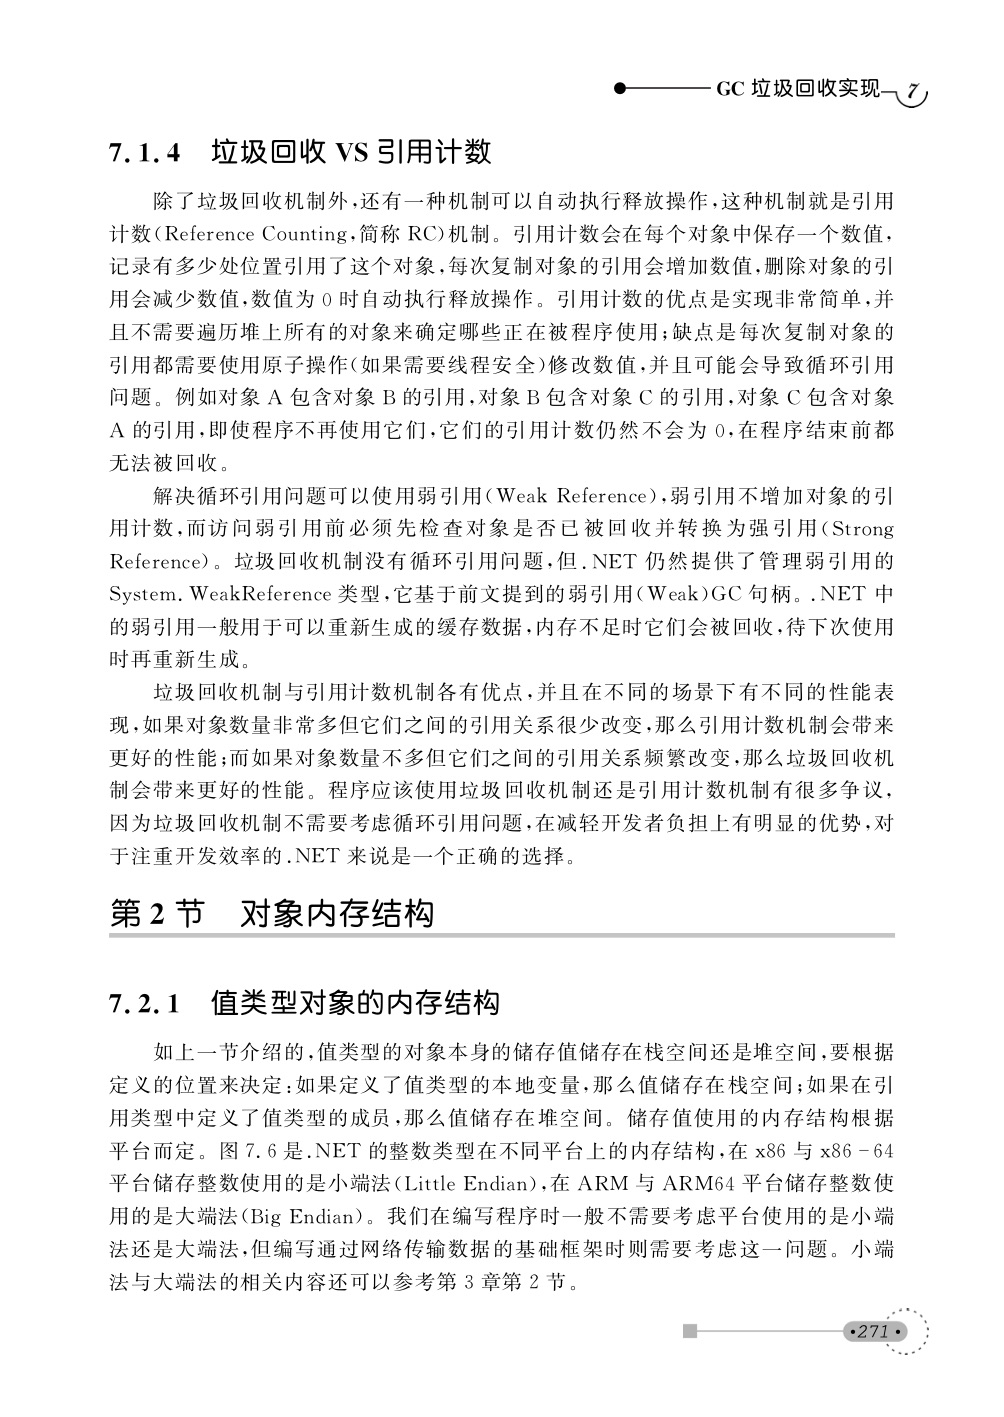 GC 垃圾回收实现 7
7.1.4 垃圾回收 VS 引用计数
除了垃圾回收机制外,还有一种机制可以自动执行释放操作,这种机制就是引用
计数(Reference Counting,简称 RC)机制。引用计数会在每个对象中保存一个数值,
记录有多少处位置引用了这个对象,每次复制对象的引用会增加数值,删除对象的引
用会减少数值,数值为 0 时自动执行释放操作。引用计数的优点是实现非常简单,并
且不需要遍历堆上所有的对象来确定哪些正在被程序使用;缺点是每次复制对象的
引用都需要使用原子操作(如果需要线程安全)修改数值,并且可能会导致循环引用
问题。例如对象 A 包含对象 B 的引用,对象 B 包含对象 C 的引用,对象 C 包含对象
A 的引用,即使程序不再使用它们,它们的引用计数仍然不会为 0,在程序结束前都
无法被回收。
解决循环引用问题可以使用弱引用(Weak Reference),弱引用不增加对象的引
用计数,而访问弱引用前必须先检查对象是否已被回收并转换为强引用(Strong
Reference)。垃圾回收机制没有循环引用问题,但.NET 仍然提供了管理弱引用的
System.WeakReference 类型,它基于前文提到的弱引用(Weak)GC 句柄。.NET 中
的弱引用一般用于可以重新生成的缓存数据,内存不足时它们会被回收,待下次使用
时再重新生成。
垃圾回收机制与引用计数机制各有优点,并且在不同的场景下有不同的性能表
现,如果对象数量非常多但它们之间的引用关系很少改变,那么引用计数机制会带来
更好的性能;而如果对象数量不多但它们之间的引用关系频繁改变,那么垃圾回收机
制会带来更好的性能。程序应该使用垃圾回收机制还是引用计数机制有很多争议,
因为垃圾回收机制不需要考虑循环引用问题,在减轻开发者负担上有明显的优势,对
于注重开发效率的.NET 来说是一个正确的选择。
第 2 节 对象内存结构
7.2.1 值类型对象的内存结构
如上一节介绍的,值类型的对象本身的储存值储存在栈空间还是堆空间,要根据
定义的位置来决定:如果定义了值类型的本地变量,那么值储存在栈空间;如果在引
用类型中定义了值类型的成员,那么值储存在堆空间。储存值使用的内存结构根据
平台而定。图 7.6 是.NET 的整数类型在不同平台上的内存结构,在 x86 与 x86-64
平台储存整数使用的是小端法(Little Endian),在 ARM 与 ARM64 平台储存整数使
用的是大端法(Big Endian)。我们在编写程序时一般不需要考虑平台使用的是小端
法还是大端法,但编写通过网络传输数据的基础框架时则需要考虑这一问题。小端
法与大端法的相关内容还可以参考第 3 章第 2 节。
·271·